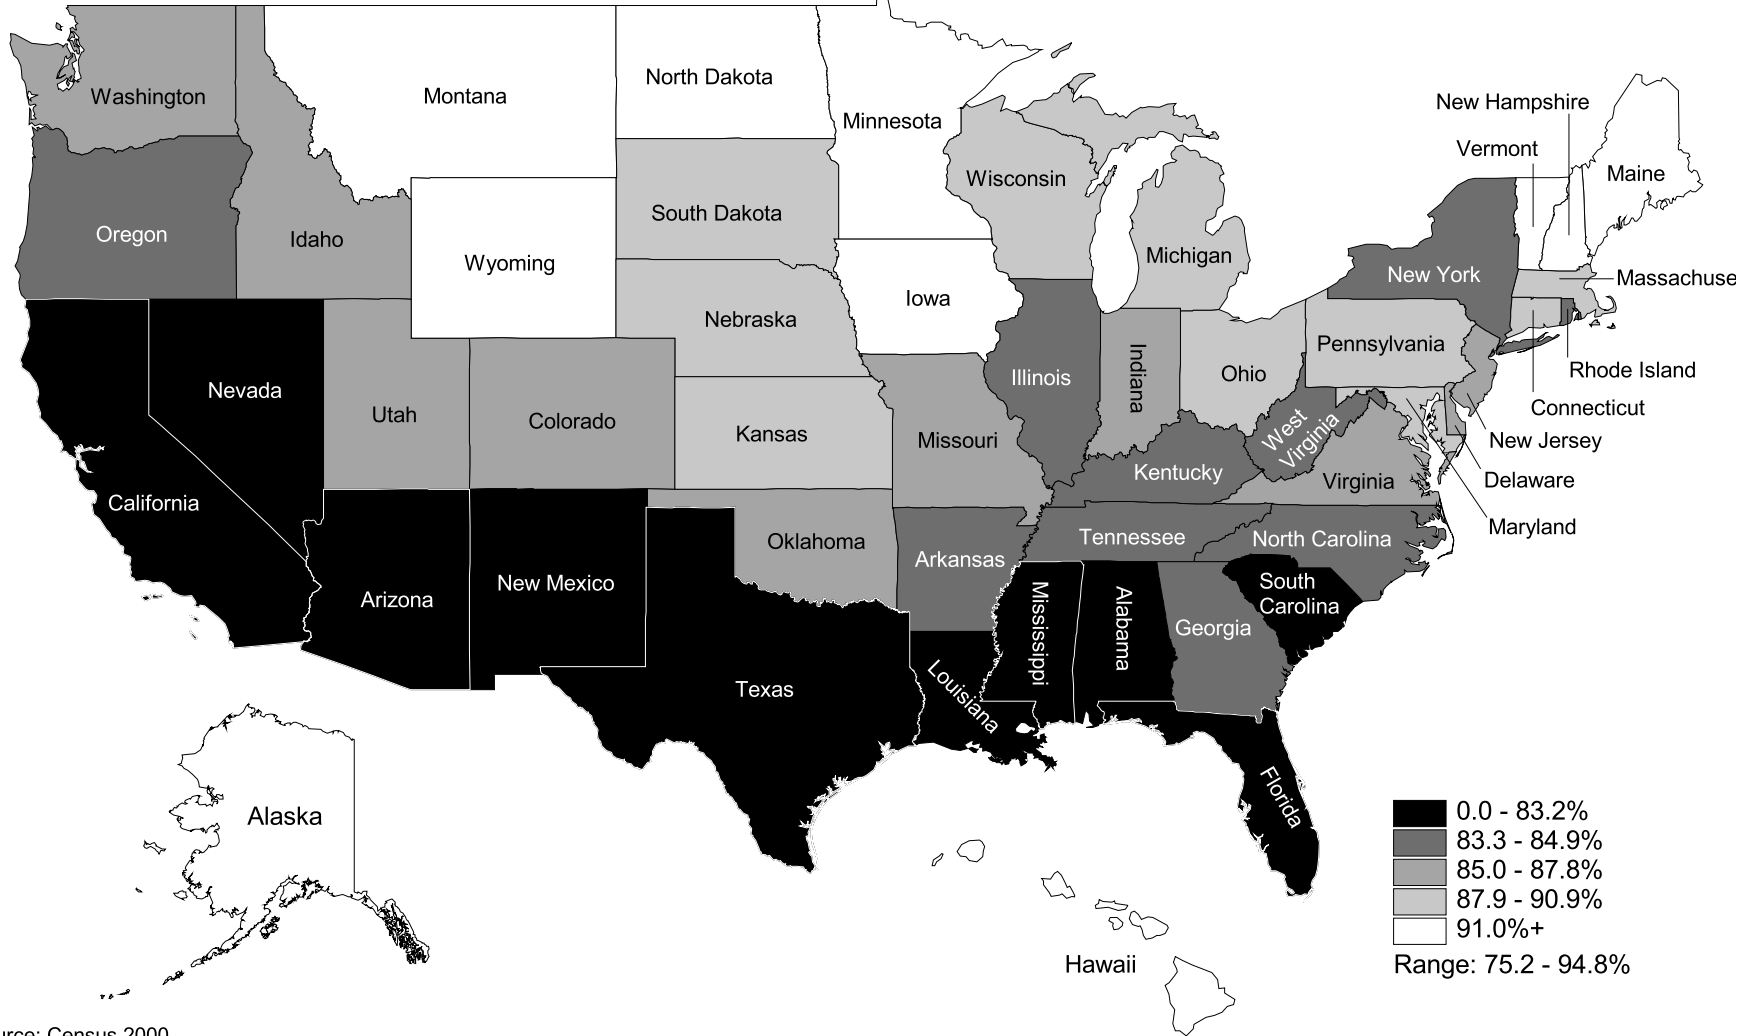 North Dakota
Montana
Washington
New Hampshire
Minnesota
Vermont
Maine
Wisconsin
South Dakota
Oregon
Idaho
Michigan
Wyoming
New York
Massachuse
Iowa
Nebraska
Pennsylvania
Rhode Island
Ohio
Illinois
Indiana
Nevada
Connecticut
Utah
Colorado
Kansas
Missouri
West
Virginia
New Jersey
Kentucky
Virginia
Delaware
California
Maryland
Tennessee
North Carolina
Oklahoma
Arkansas
New Mexico
Arizona
South
Carolina
Mississippi
Alabama
Georgia
Texas
Louisiana
Florida
Alaska
Hawaii
0.0 - 83.2%
83.3 - 84.9%
85.0 - 87.8%
87.9 - 90.9%
91.0%+
Range: 75.2 - 94.8%
urce: Census 2000